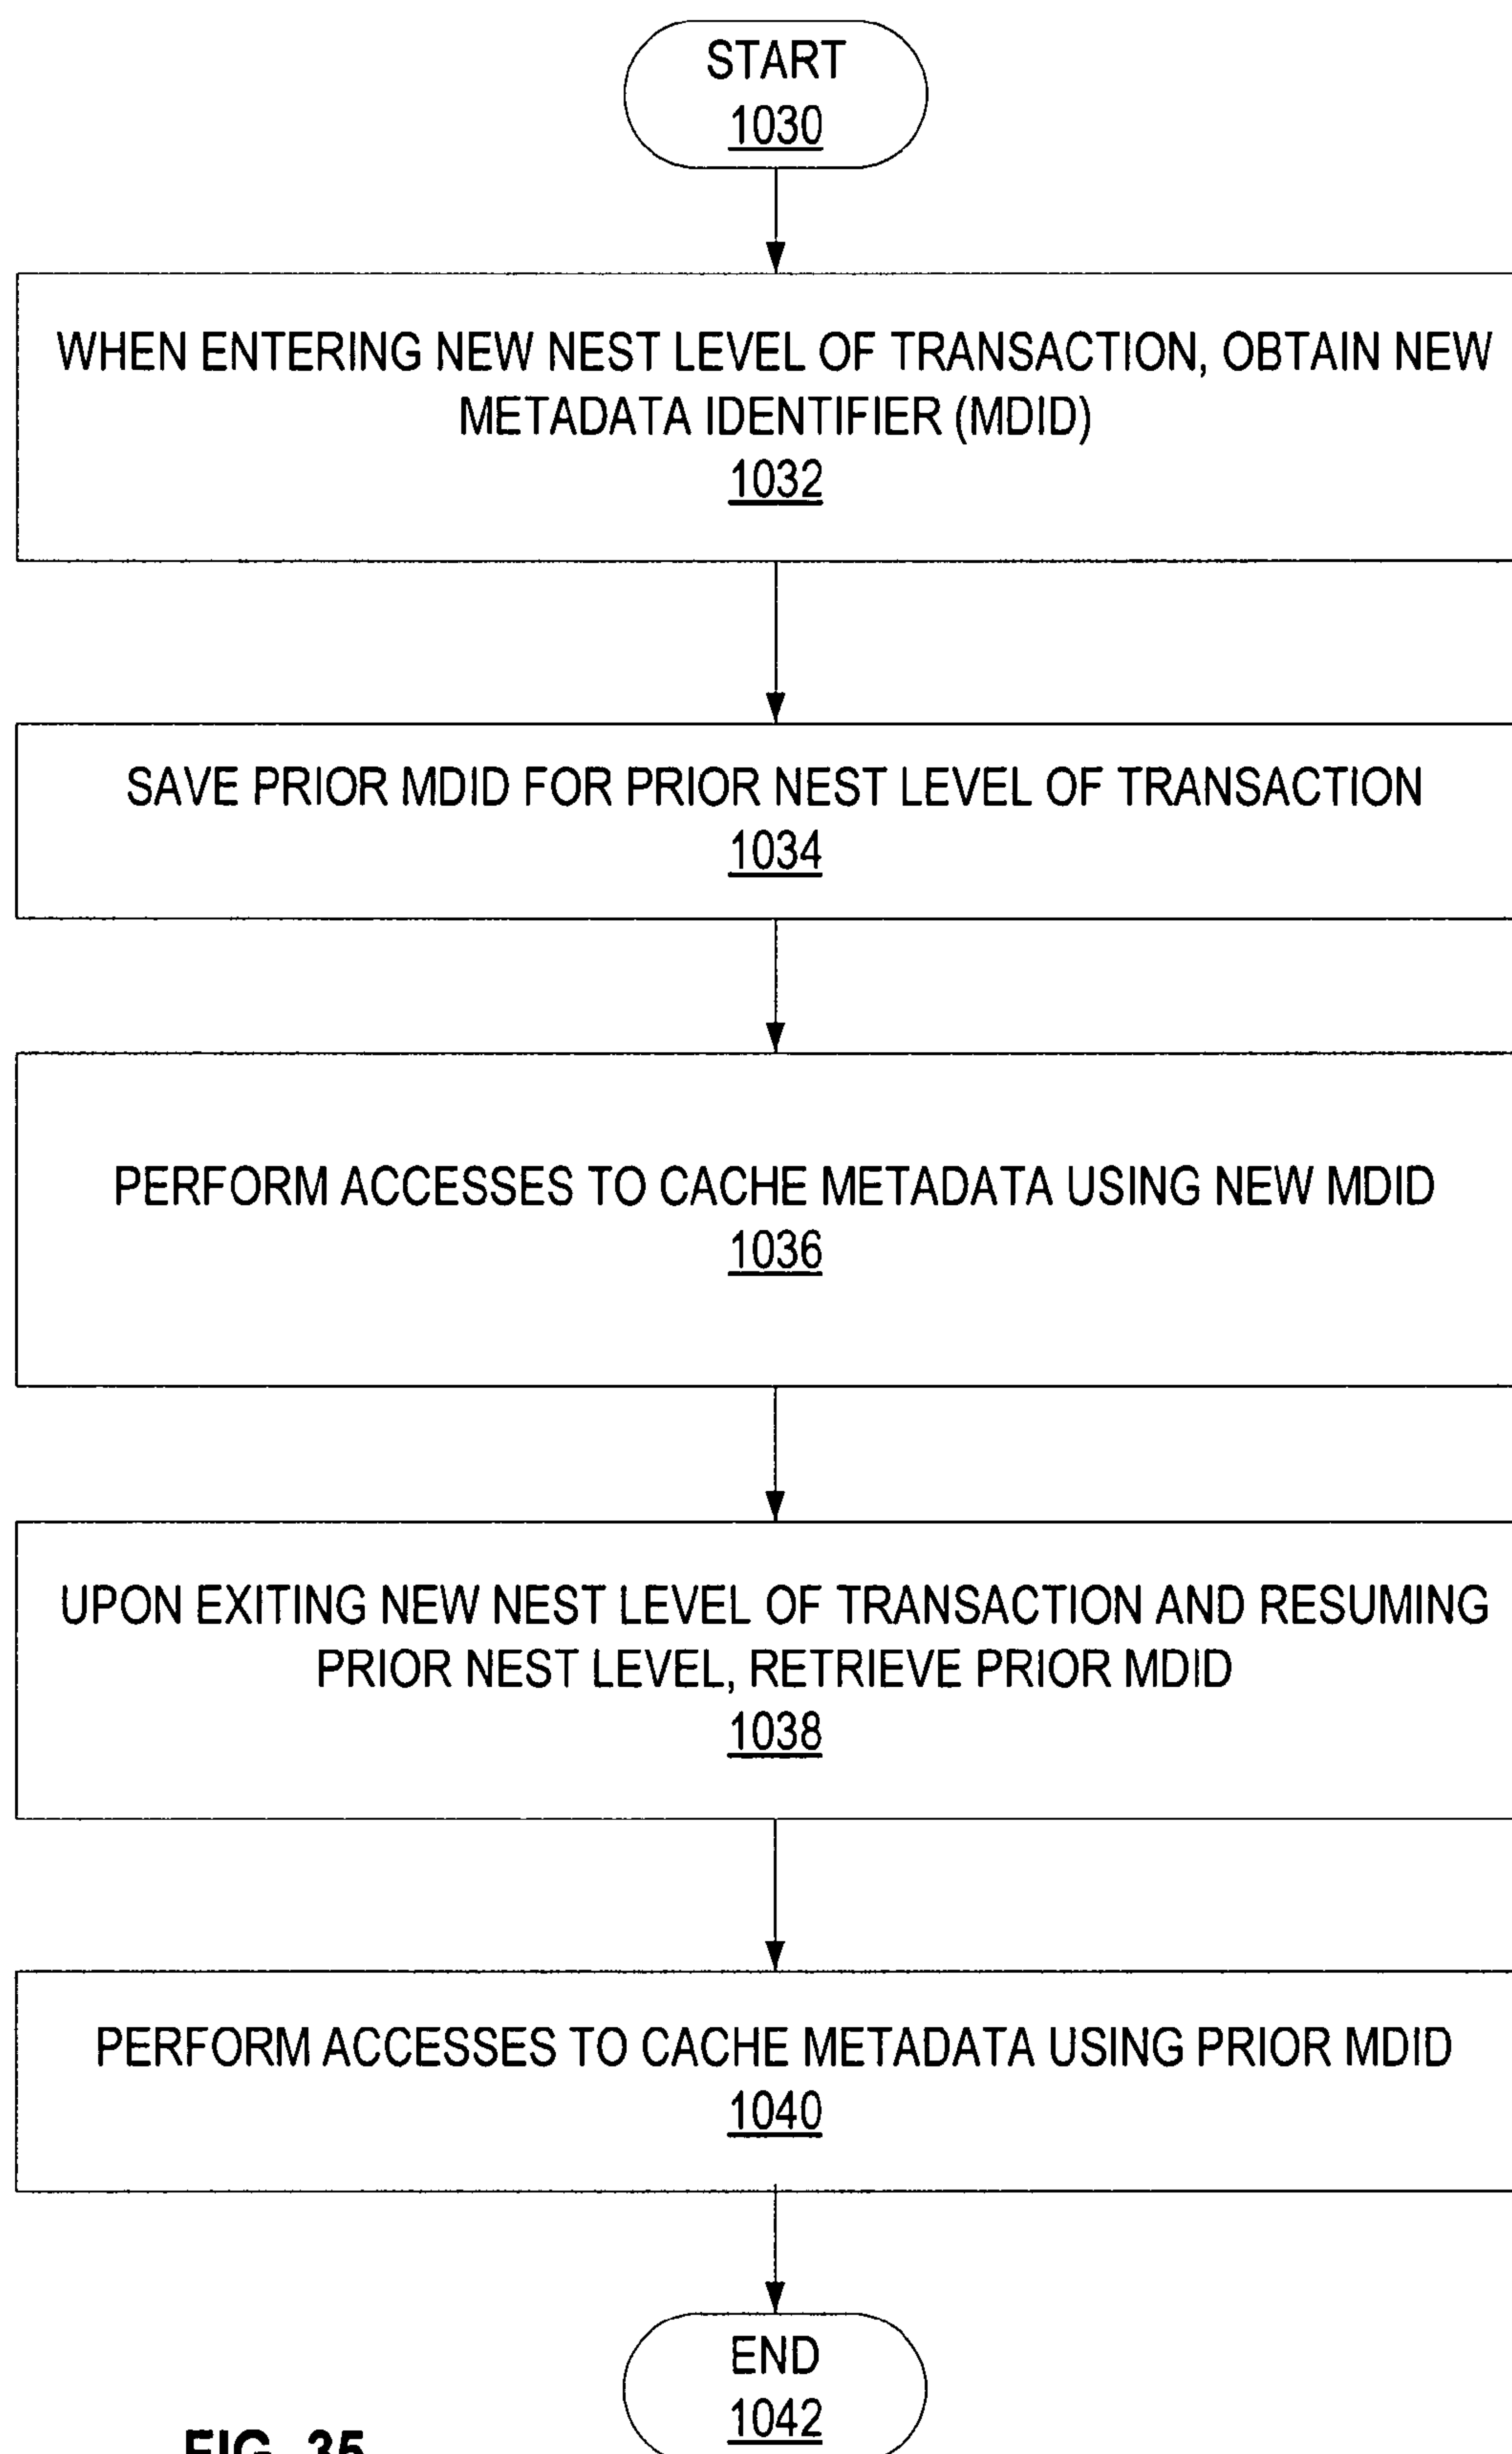 START
1030
WHEN ENTERING NEW NEST LEVEL OF TRANSACTION, OBTAIN NEW
METADATA IDENTIFIER (MDID)
1032
SAVE PRIOR MDID FOR PRIOR NEST LEVEL OF TRANSACTION
1034
PERFORM ACCESSES TO CACHE METADATA USING NEW MDID
1036
UPON EXITING NEW NEST LEVEL OF TRANSACTION AND RESUMING
PRIOR NEST LEVEL, RETRIEVE PRIOR MDID
1038
PERFORM ACCESSES TO CACHE METADATA USING PRIOR MDID
1040
END
1042
FIG. 35